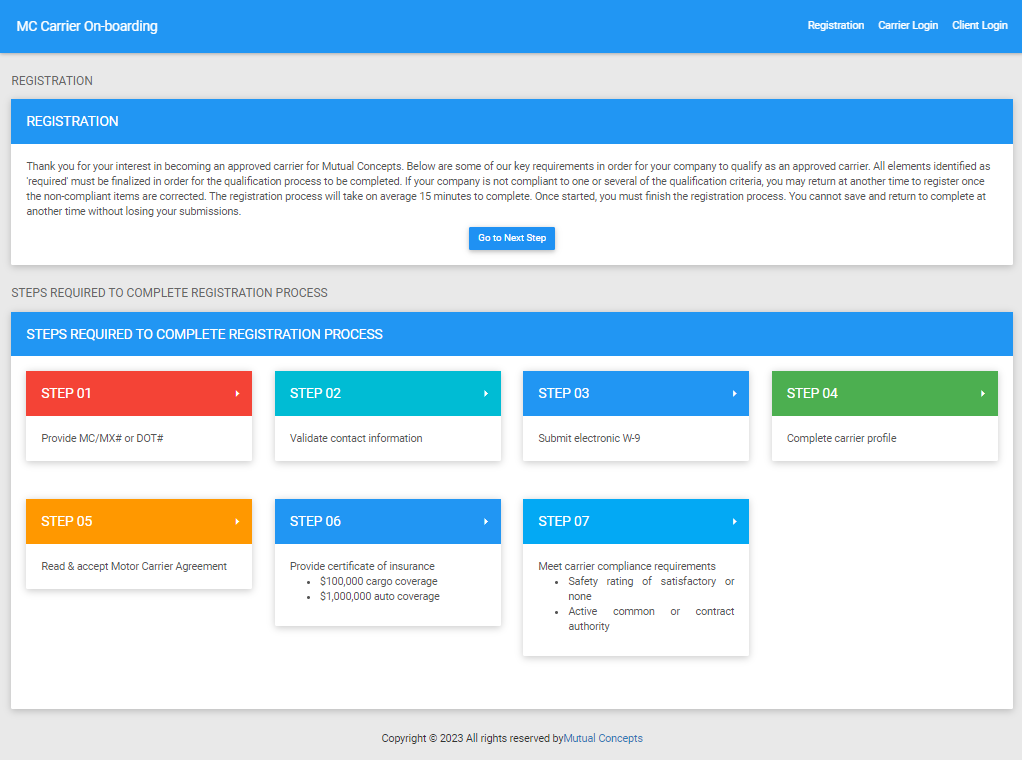 MC Carrier On-boarding
Registration Carrier Login Client Login
REGISTRATION
REGISTRATION
Thank you for your interest in becoming an approved carrier for Mutual Concepts. Below are some of our key requirements in order for your company to qualify as an approved carrier. All elements identified as
'required' must be finalized in order for the qualification process to be completed. If your company is not compliant to one or several of the qualification criteria, you may return at another time to register once
the non-compliant items are corrected. The registration process will take on average 15 minutes to complete. Once started, you must finish the registration process. You cannot save and return to complete at
another time without losing your submissions.
Go to Next Step
STEPS REQUIRED TO COMPLETE REGISTRATION PROCESS
STEPS REQUIRED TO COMPLETE REGISTRATION PROCESS
STEP 01
Provide MC/MX# or DOT#
STEP 02
Validate contact information
STEP 03
Submit electronic W-9
STEP 04
Complete carrier profile
STEP 05
Read & accept Motor Carrier Agreement
STEP 06
Provide certificate of insurance
• $100,000 cargo coverage
• $1,000,000 auto coverage
STEP 07
Meet carrier compliance requirements
• Safety rating of satisfactory or
none
• Active common or contract
authority
Copyright © 2023 All rights reserved byMutual Concepts